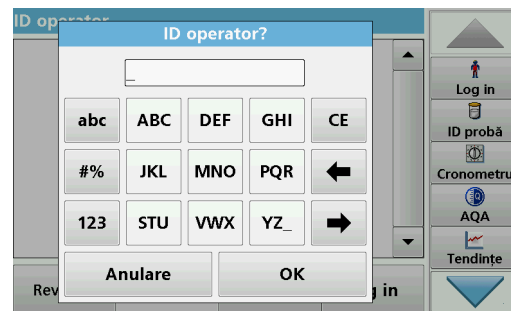 ID operator
ID operator?
_
abc ABC DEF GHI CE
#% JKL MNO PQR
123 STU VWX YZ_
Anulare OK
Rev
g in
Log in
ID probă
Cronometru
AQA
Tendințe